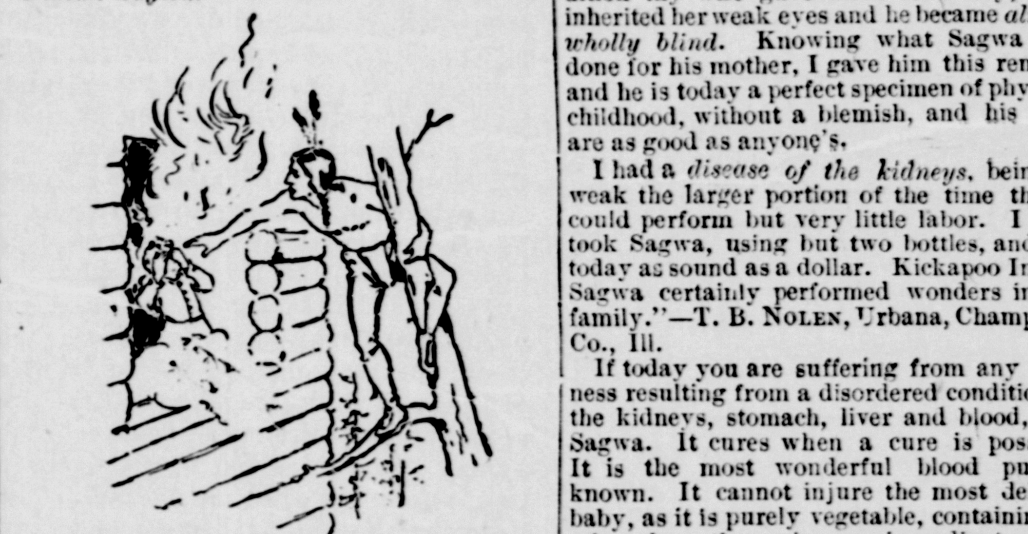 inherited her weak eyes and he became al
wholly blind. Knowing what Sagwa
done for his mother, I gave him this rem
and he is today a perfect specimen of phy
childhood, without a blemish, and his
are as good as anyone's.
I had a disease of the kidneys, bein
weak the larger portion of the time th
could perform but very little labor. I
took Sagwa, using but two bottles, and
today as sound as a dollar. Kickapoo In
Sagwa certainly performed wonders in
family."—T. B. NOLEN, Urbana, Champ
Co., Ill.
If today you are suffering from any
ness resulting from a disordered conditio
the kidneys, stomach, liver and blood,
Sagwa. It cures when a cure is pos
It is the most wonderful blood pu
known. It cannot injure the most de
baby, as it is purely vegetable, containin